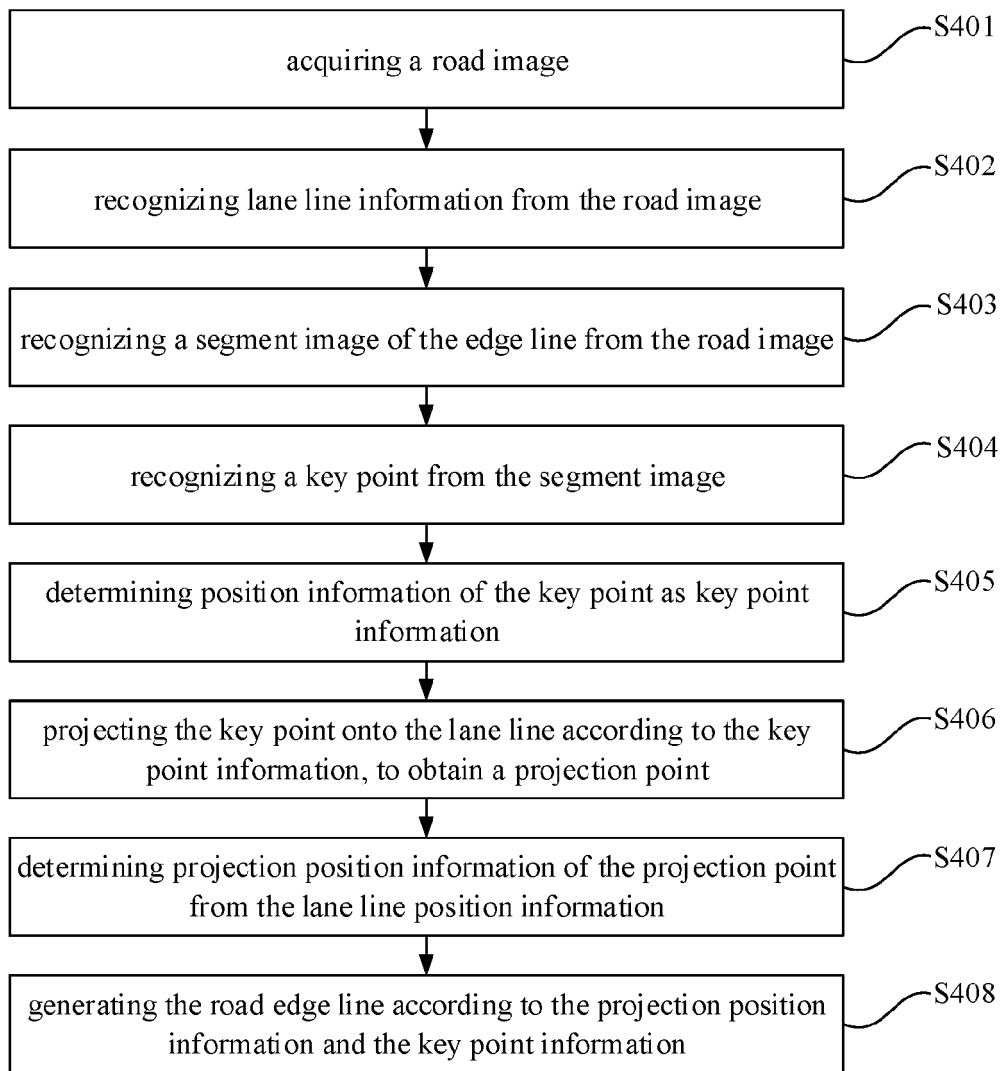 acquiring a road image
S401
recognizing lane line information from the road image
S402
recognizing a segment image of the edge line from the road image
S403
recognizing a key point from the segment image
S404
determining position information of the key point as key point
information
S405
projecting the key point onto the lane line according to the key
point information, to obtain a projection point
S406
determining projection position information of the projection point
from the lane line position information
S407
generating the road edge line according to the projection position
information and the key point information
S408